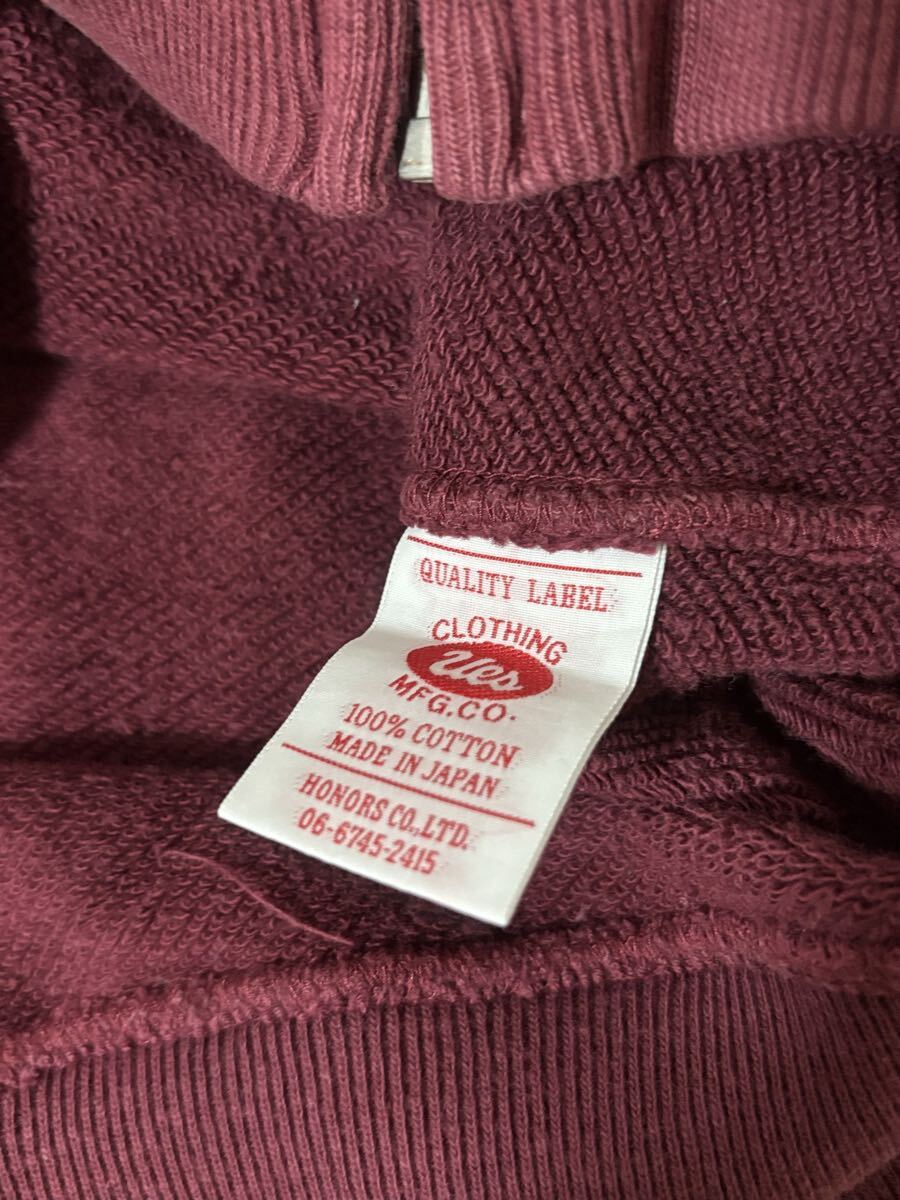 QUALITY LABEL
CLOTHING
Ues
MFG.CO.
100% COTTON
MADE IN JAPAN
HONORS CO.,LTD.
06-6745-2415